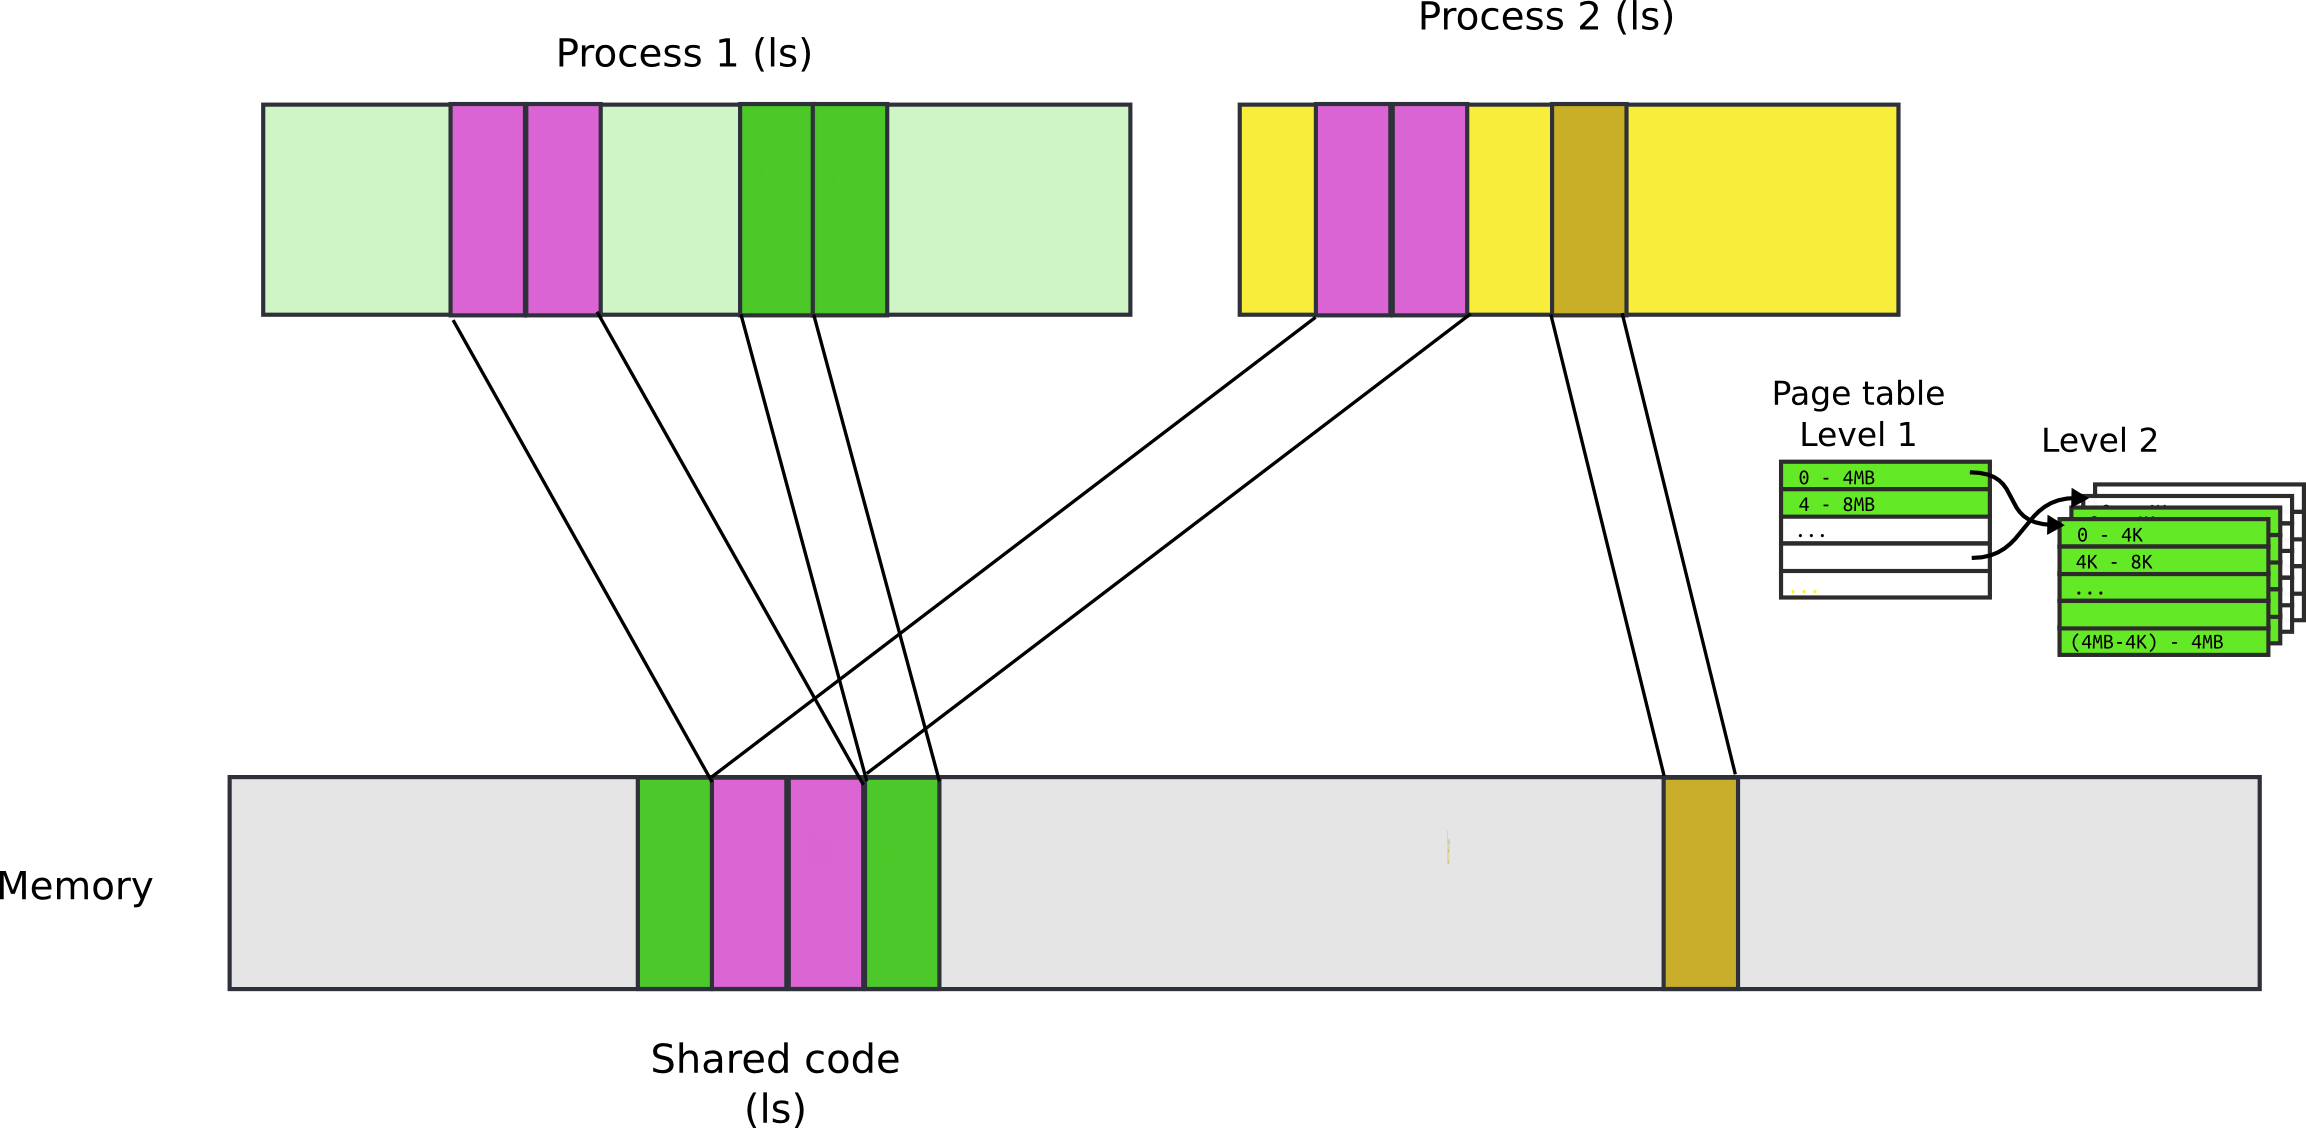 Process 1 (ls)
Process 2 (ls)
Page table
Level 1
Level 2
0 - 4MB
4 - 8MB
...
...
0 - 4K
4K - 8K
...
(4MB-4K) - 4MB
Memory
Shared code
(ls)